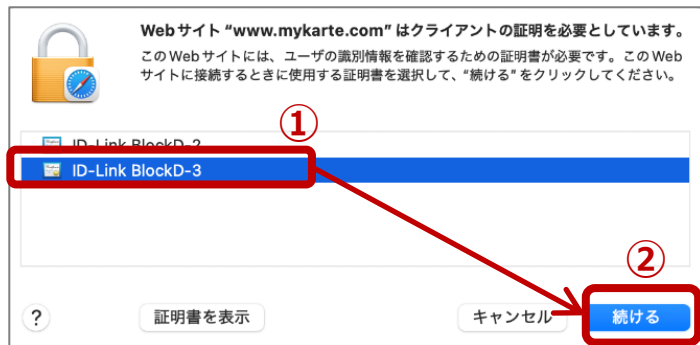 Webサイト “www.mykarte.com” はクライアントの証明を必要としています。
このWebサイトには、ユーザの識別情報を確認するための証明書が必要です。このWeb
サイトに接続するときに使用する証明書を選択して、“続ける” をクリックしてください。
①
ID-Link BlockD-2
ID-Link BlockD-3
②
?
証明書を表示
キャンセル
続ける